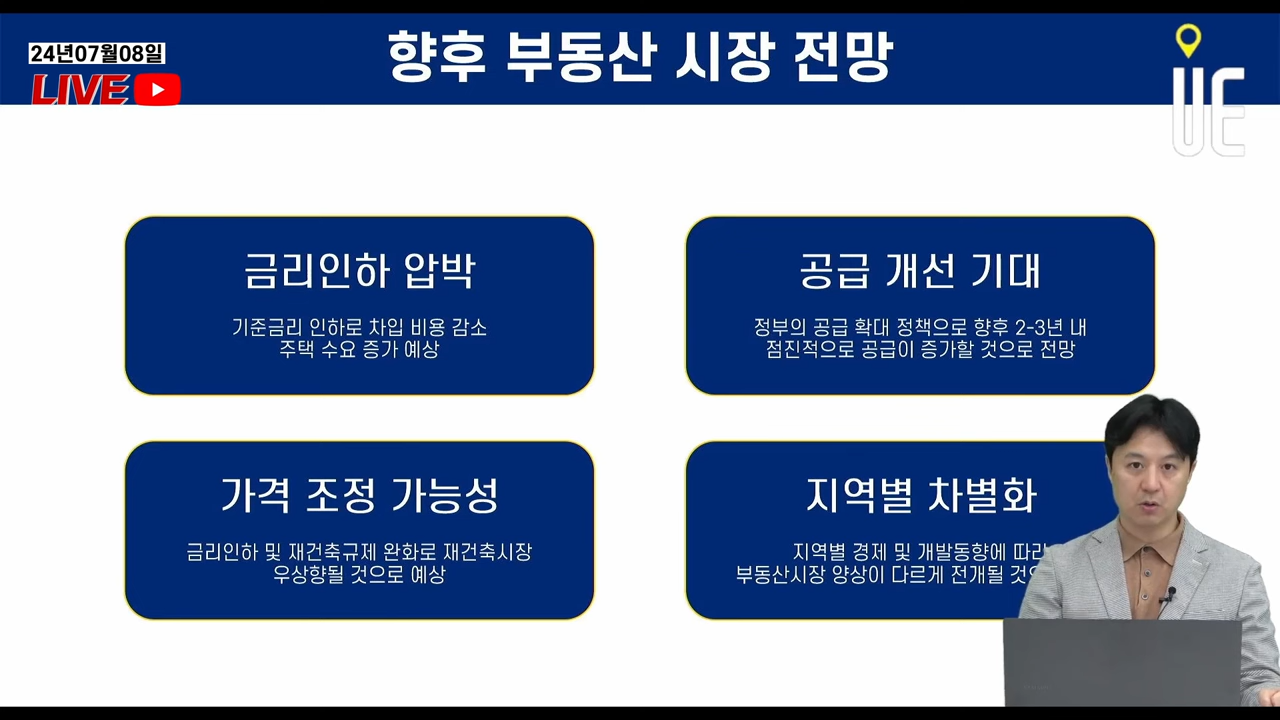 24년07월08일
LIVE
향후 부동산 시장 전망
UE
금리인하 압박
기준금리 인하로 차입 비용 감소
주택 수요 증가 예상
공급 개선 기대
정부의 공급 확대 정책으로 향후 2-3년 내
점진적으로 공급이 증가할 것으로 전망
가격 조정 가능성
금리인하 및 재건축규제 완화로 재건축시장
우상향될 것으로 예상
지역별 차별화
지역별 경제 및 개발동향에 따라
부동산시장 양상이 다르게 전개될